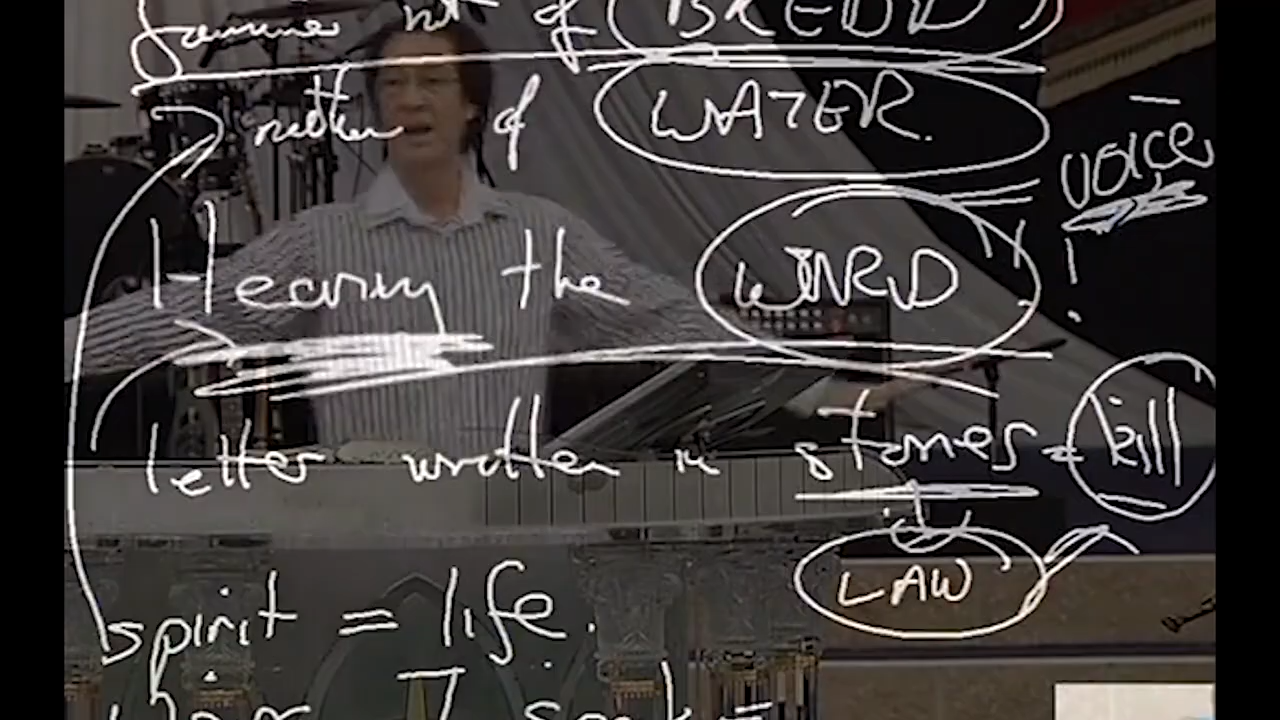 famine not of BREAD
neither of WATER.
voice
!
Hearing the WORD
letter written in stones = kill
LAW
spirit = life.
I speak =